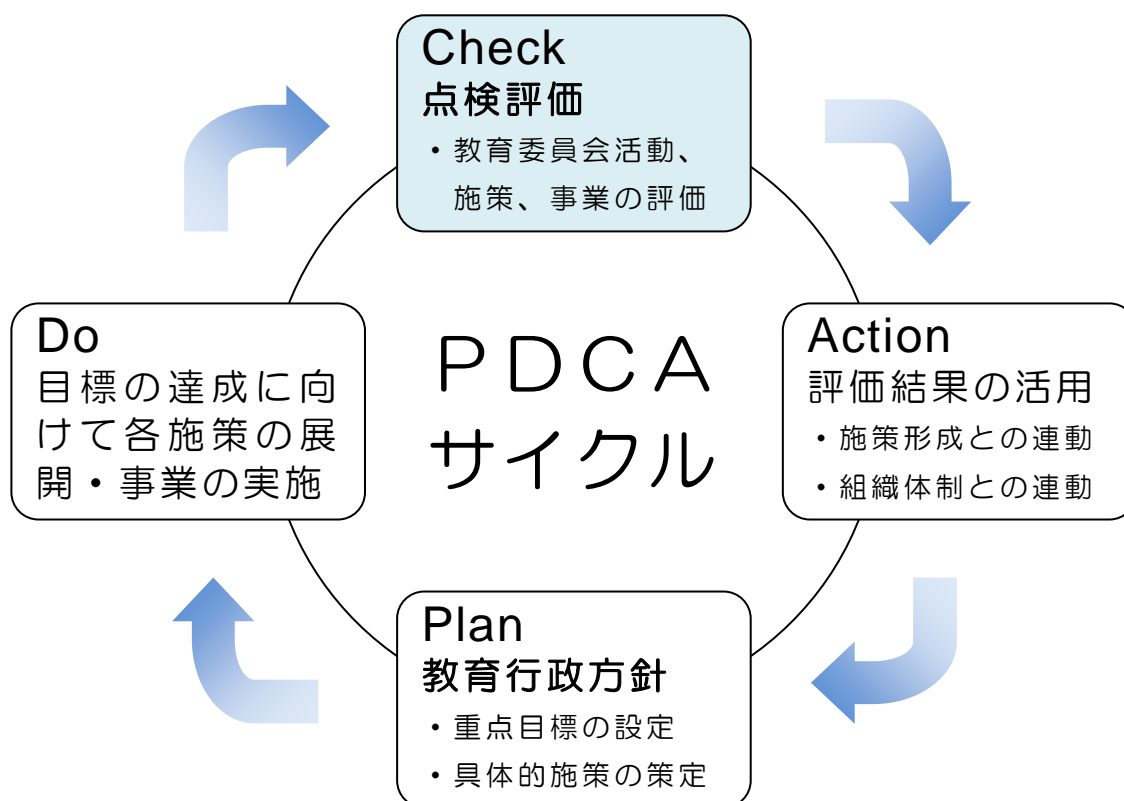 Check
点検評価
・教育委員会活動、
施策、事業の評価
Do
目標の達成に向
けて各施策の展
開・事業の実施
PDCA
サイクル
Action
評価結果の活用
・施策形成との連動
・組織体制との連動
Plan
教育行政方針
・重点目標の設定
・具体的施策の策定